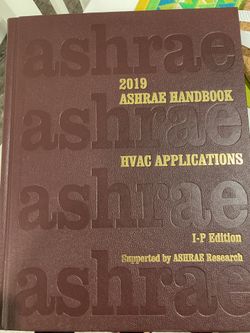 ashrae
2019
ASHRAE HANDBOOK
ashrae
HVAC APPLICATIONS
ashrae
I-P Edition
Supported by ASHRAE Research
ashrae